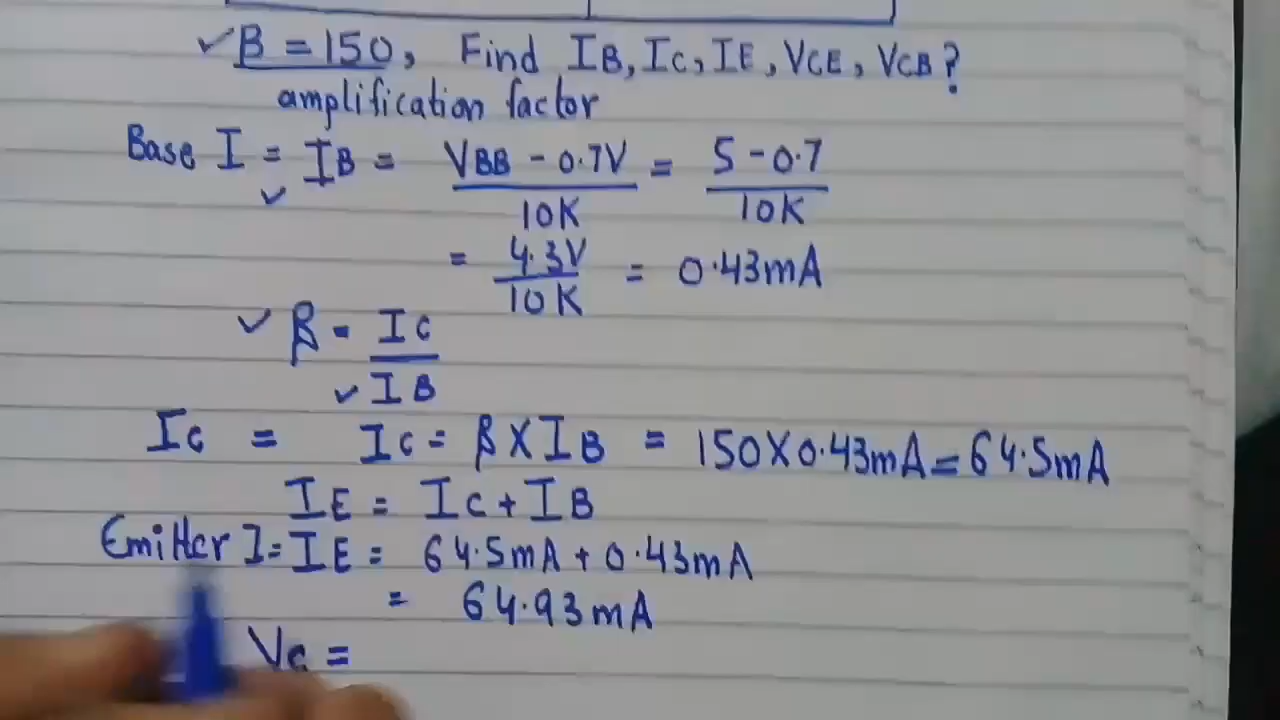 B = 150, Find IB, IC, IE, VCE, VCB?
amplification factor
Base I = IB = VBB - 0.7V / 10K = 5 - 0.7 / 10K
= 4.3V / 10K = 0.43mA
β = IC / IB
IC = IC = β X IB = 150 X 0.43mA = 64.5mA
IE = IC + IB
Emitter I = IE = 64.5mA + 0.43mA
= 64.93mA